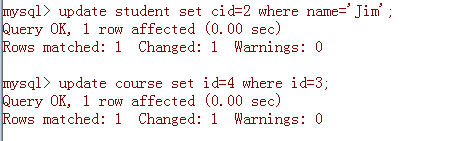 mysql> update student set cid=2 where name='Jim';
Query OK, 1 row affected (0.00 sec)
Rows matched: 1  Changed: 1  Warnings: 0
mysql> update course set id=4 where id=3;
Query OK, 1 row affected (0.00 sec)
Rows matched: 1  Changed: 1  Warnings: 0